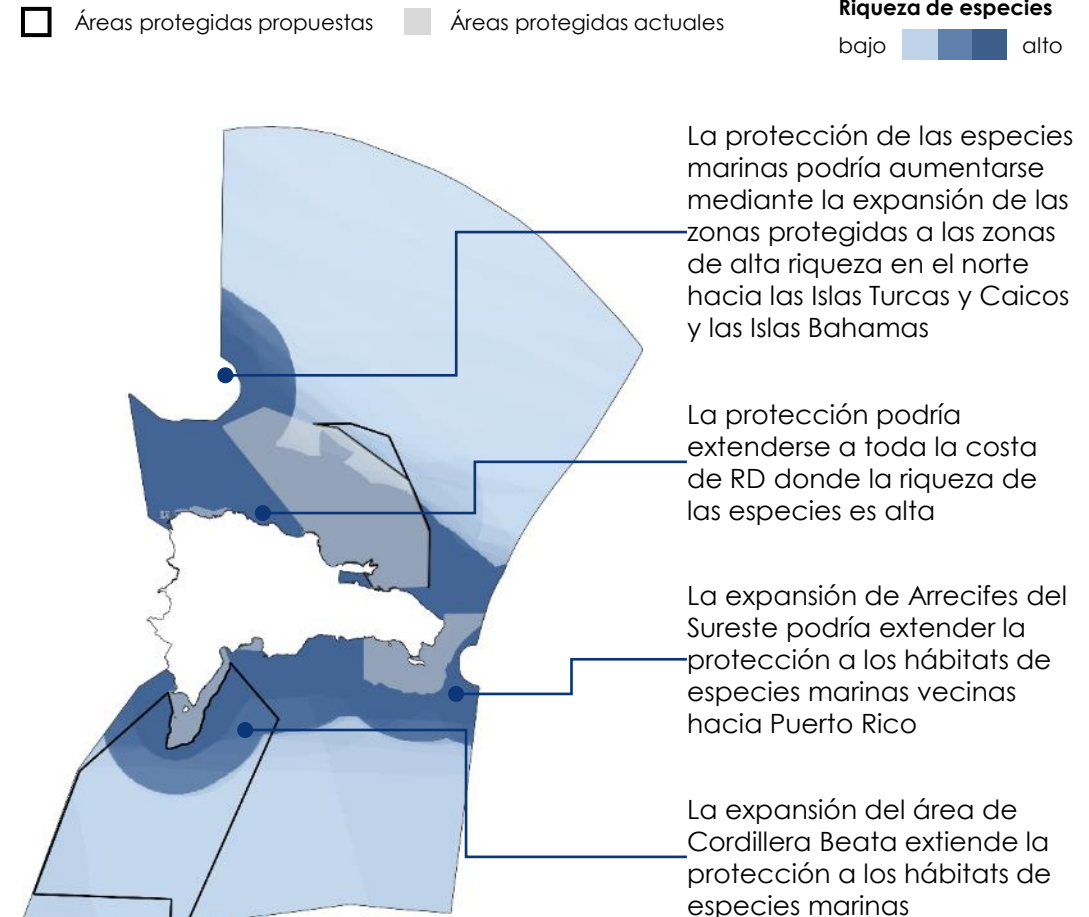 Áreas protegidas propuestas
Áreas protegidas actuales
Riqueza de especies
bajo
alto
La protección de las especies
marinas podría aumentarse
mediante la expansión de las
zonas protegidas a las zonas
de alta riqueza en el norte
hacia las Islas Turcas y Caicos
y las Islas Bahamas
La protección podría
extenderse a toda la costa
de RD donde la riqueza de
las especies es alta
La expansión de Arrecifes del
Sureste podría extender la
protección a los hábitats de
especies marinas vecinas
hacia Puerto Rico
La expansión del área de
Cordillera Beata extiende la
protección a los hábitats de
especies marinas